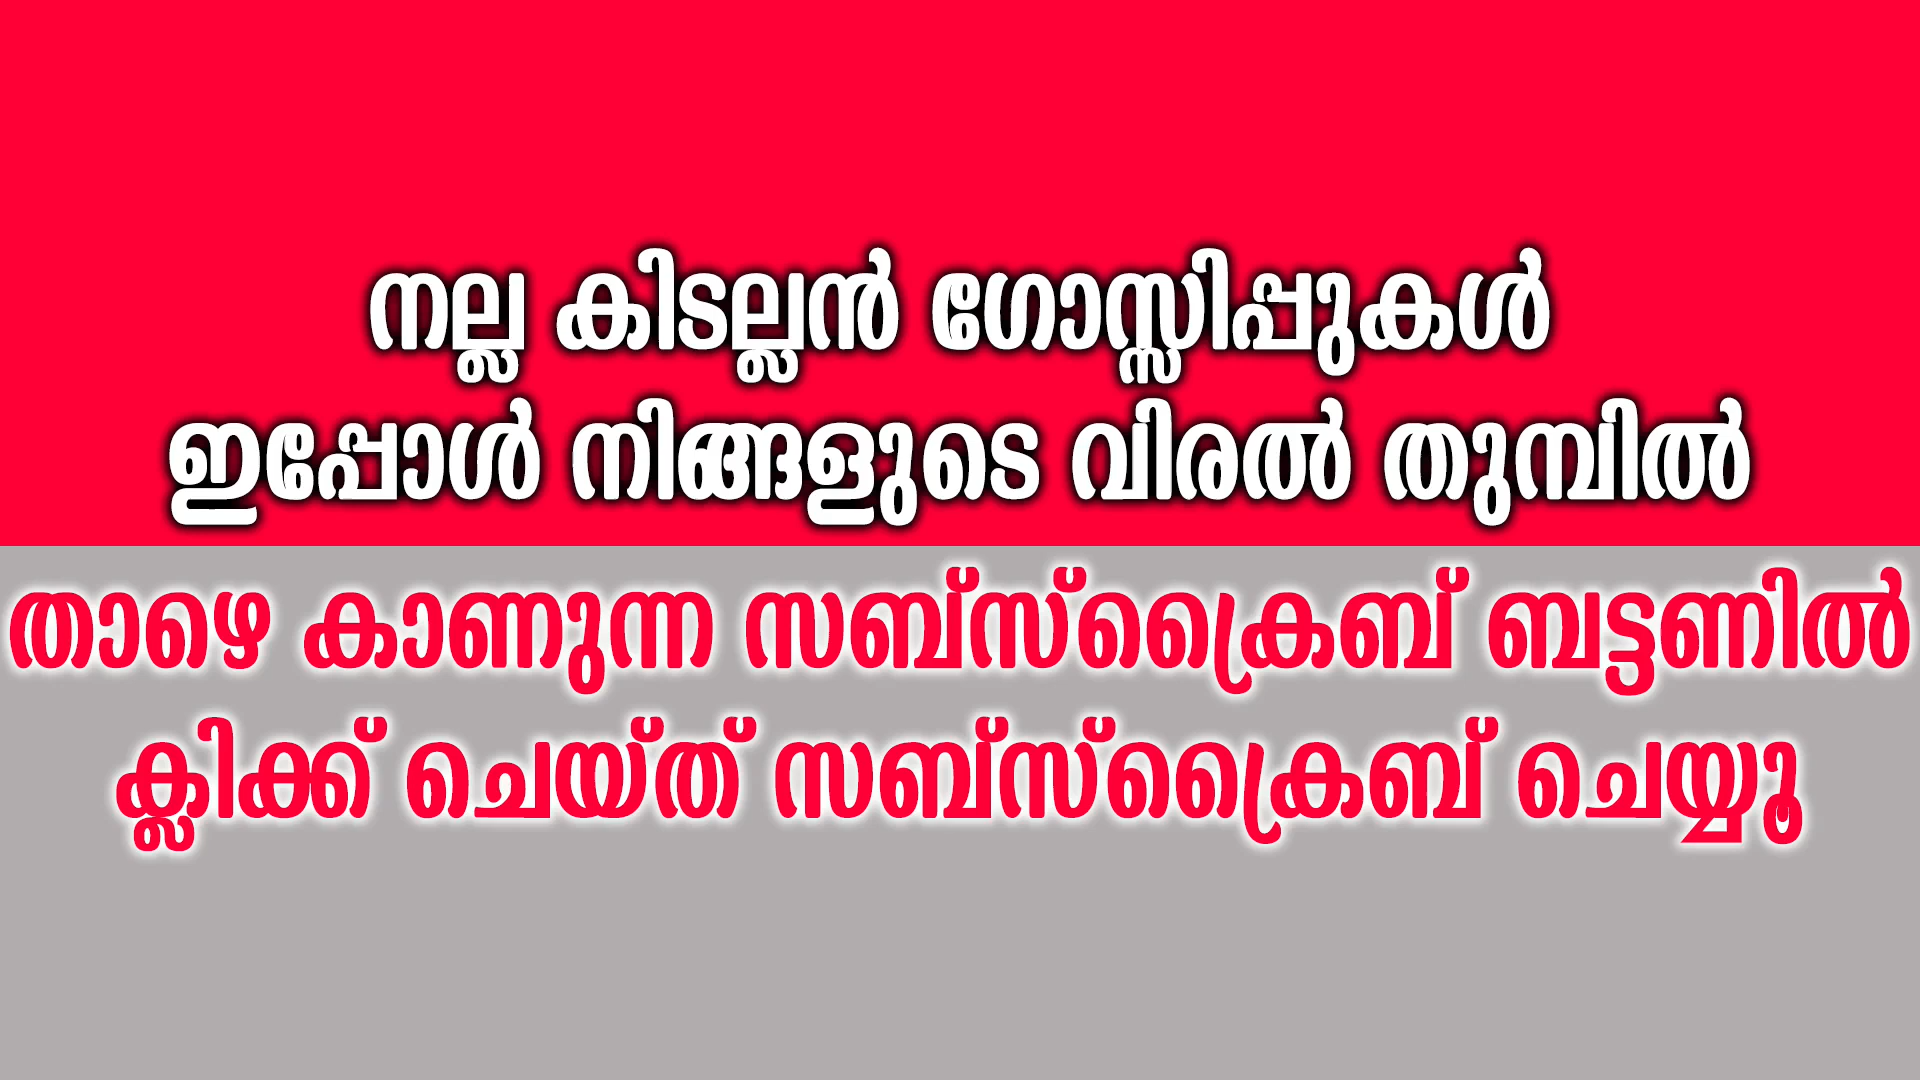 നല്ല കിടല്ലൻ ഗോസ്സിപ്പുകൾ
ഇപ്പോൾ നിങ്ങളുടെ വിരൽ തുമ്പിൽ
താഴെ കാണുന്ന സബ്സ്ക്രൈബ് ബട്ടണിൽ
ക്ലിക്ക് ചെയ്ത് സബ്സ്ക്രൈബ് ചെയ്യൂ